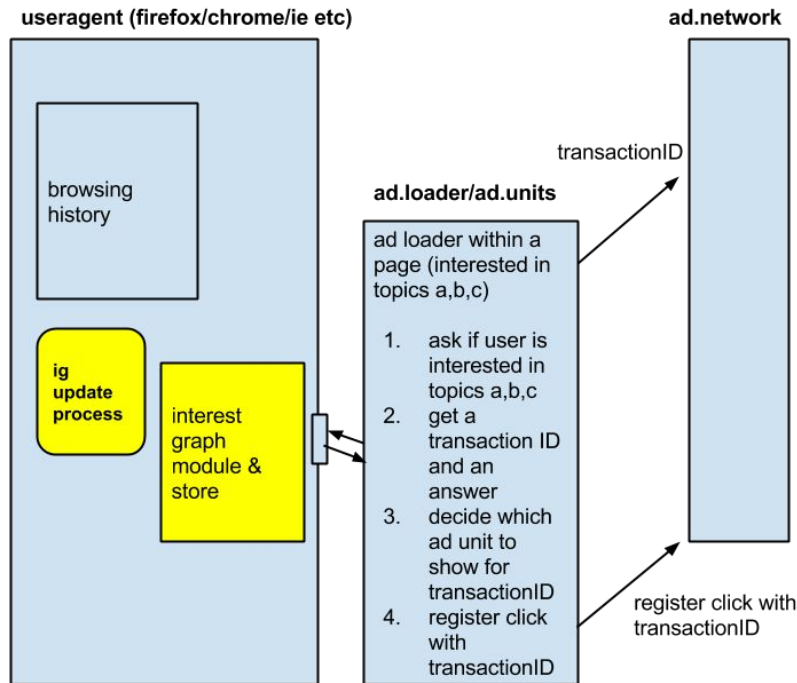 useragent (firefox/chrome/ie etc)
ad.network
browsing
history
ig
update
process
interest
graph
module &
store
ad.loader/ad.units
ad loader within a
page (interested in
topics a,b,c)
1. ask if user is
interested in
topics a,b,c
2. get a
transaction ID
and an
answer
3. decide which
ad unit to
show for
transactionID
4. register click
with
transactionID
transactionID
register click with
transactionID